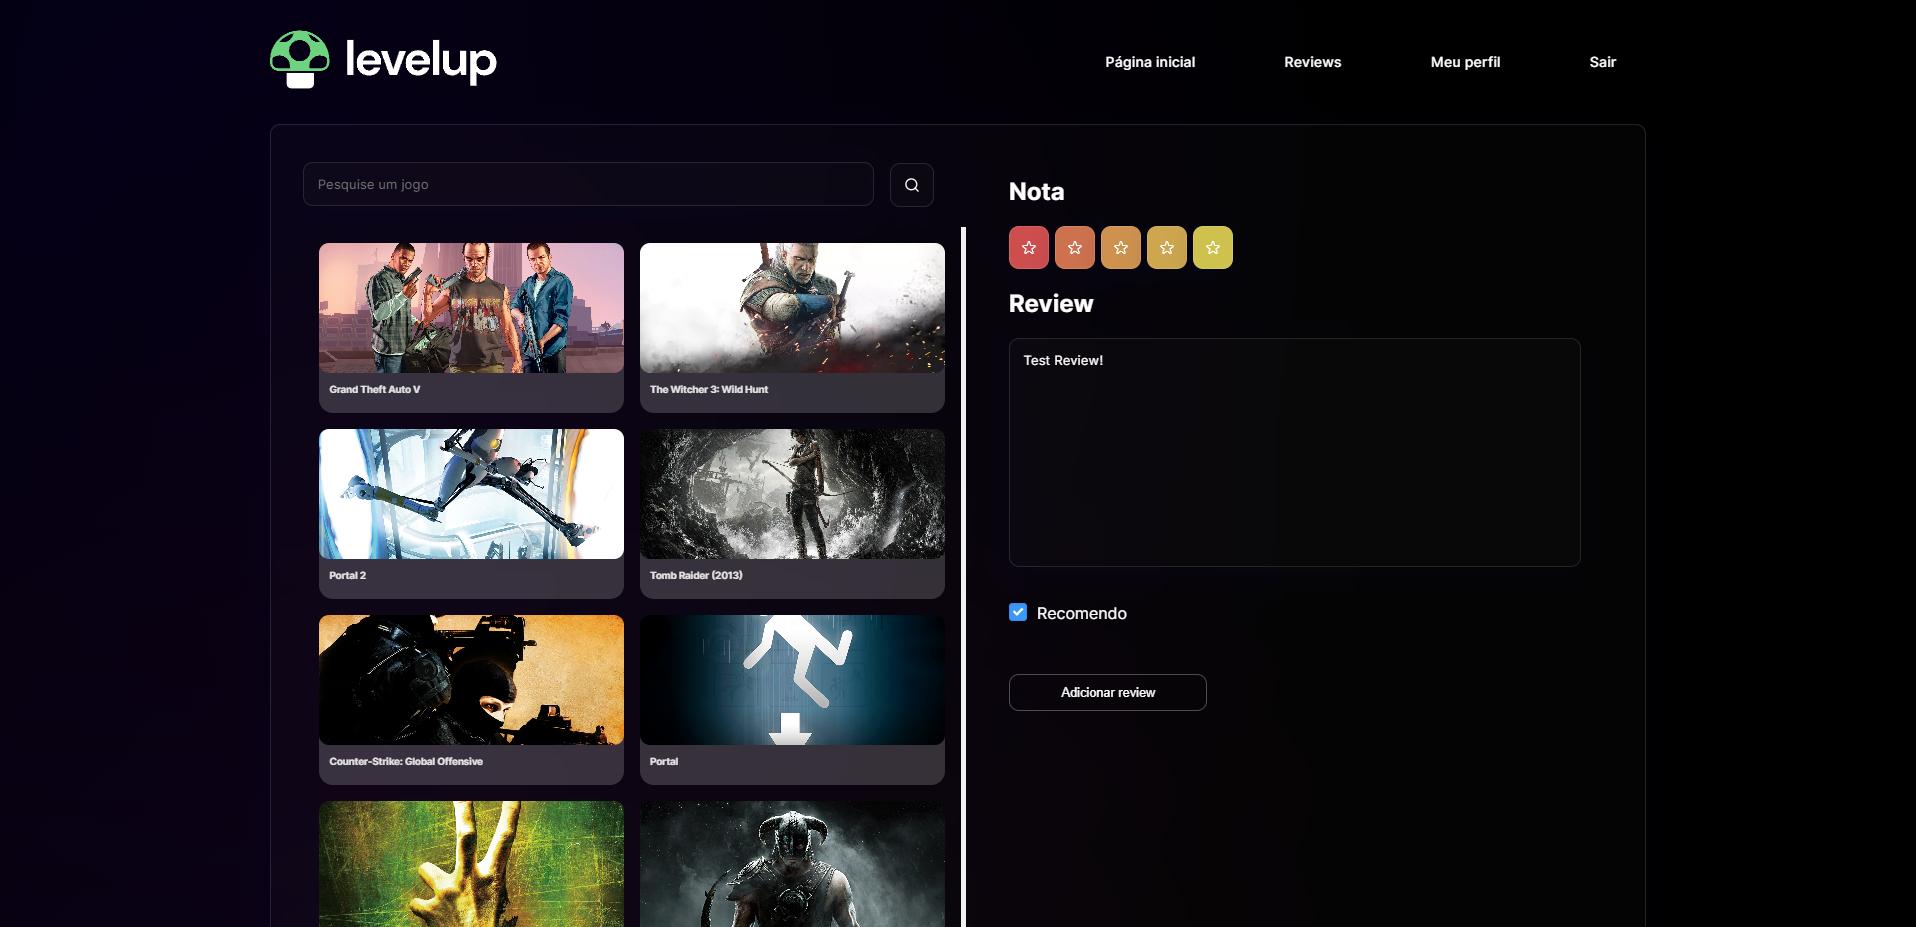 levelup
Página inicial
Reviews
Meu perfil
Sair
Pesquise um jogo
Grand Theft Auto V
The Witcher 3: Wild Hunt
Portal 2
Tomb Raider (2013)
Counter-Strike: Global Offensive
Portal
Nota
Review
Test Review!
Recomendo
Adicionar review